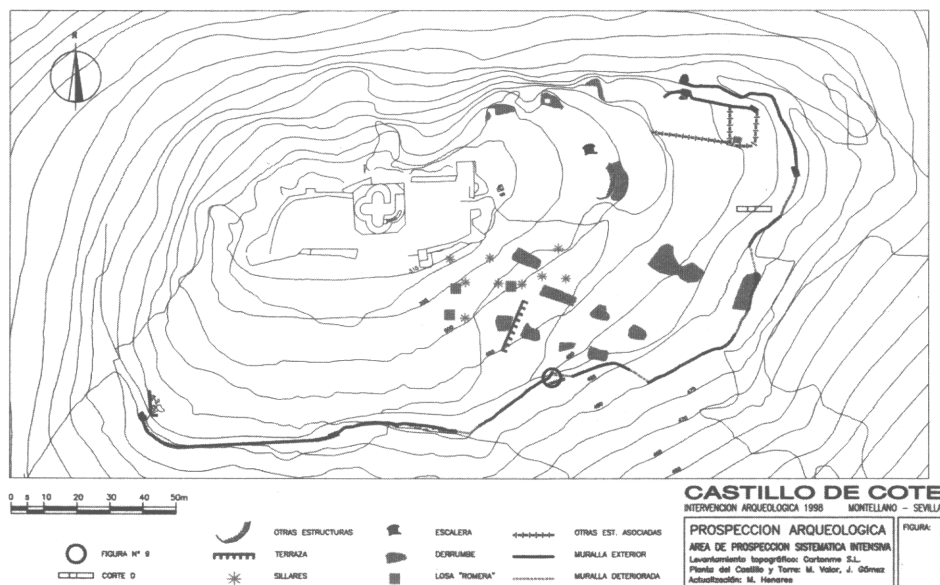 N
510
0 5 10 20 30 40 50m
FIGURA Nº 9
CORTE D
OTRAS ESTRUCTURAS
TERRAZA
SILLARES
ESCALERA
DERRUMBE
LOSA "ROMERA"
OTRAS EST. ASOCIADAS
MURALLA EXTERIOR
MURALLA DETERIORADA
CASTILLO DE COTE
INTERVENCION ARQUEOLOGICA 1998 MONTELLANO - SEVILLA
PROSPECCION ARQUEOLOGICA
AREA DE PROSPECCION SISTEMATICA INTENSIVA
Levantamiento topográfico: Cartonme S.L.
Planta del Castillo y Torre: M. Valor, J. Gómez
Actualización: M. Henares
FIGURA: